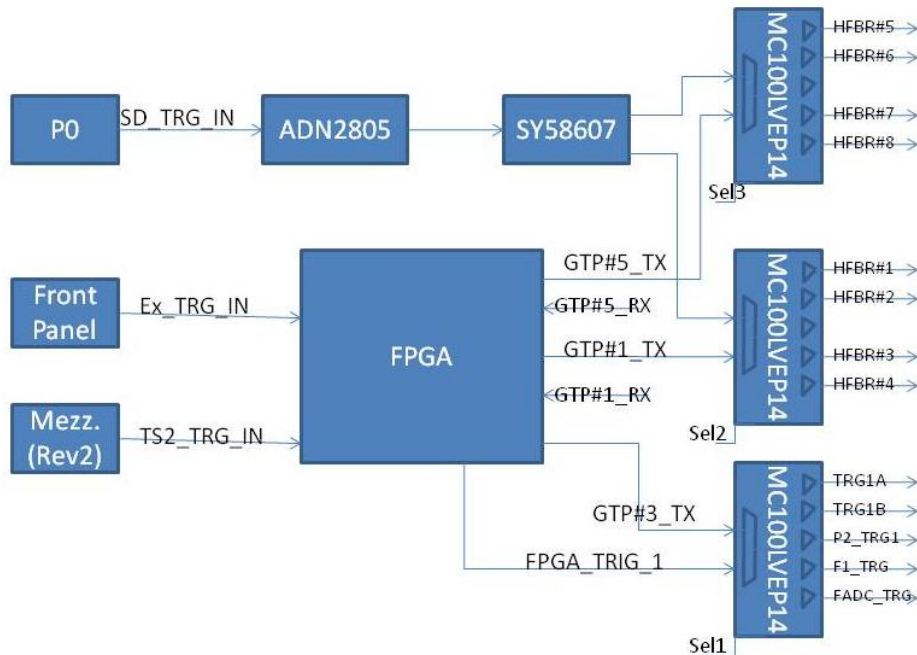 P0
SD_TRG_IN
ADN2805
SY58607
MC100LVEP14
HFBR#5
HFBR#6
HFBR#7
HFBR#8
Sel3
Front
Panel
Ex_TRG_IN
Mezz.
(Rev2)
TS2_TRG_IN
FPGA
GTP#5_TX
GTP#5_RX
GTP#1_TX
GTP#1_RX
MC100LVEP14
HFBR#1
HFBR#2
HFBR#3
HFBR#4
Sel2
GTP#3_TX
FPGA_TRIG_1
MC100LVEP14
TRG1A
TRG1B
P2_TRG1
F1_TRG
FADC_TRG
Sel1